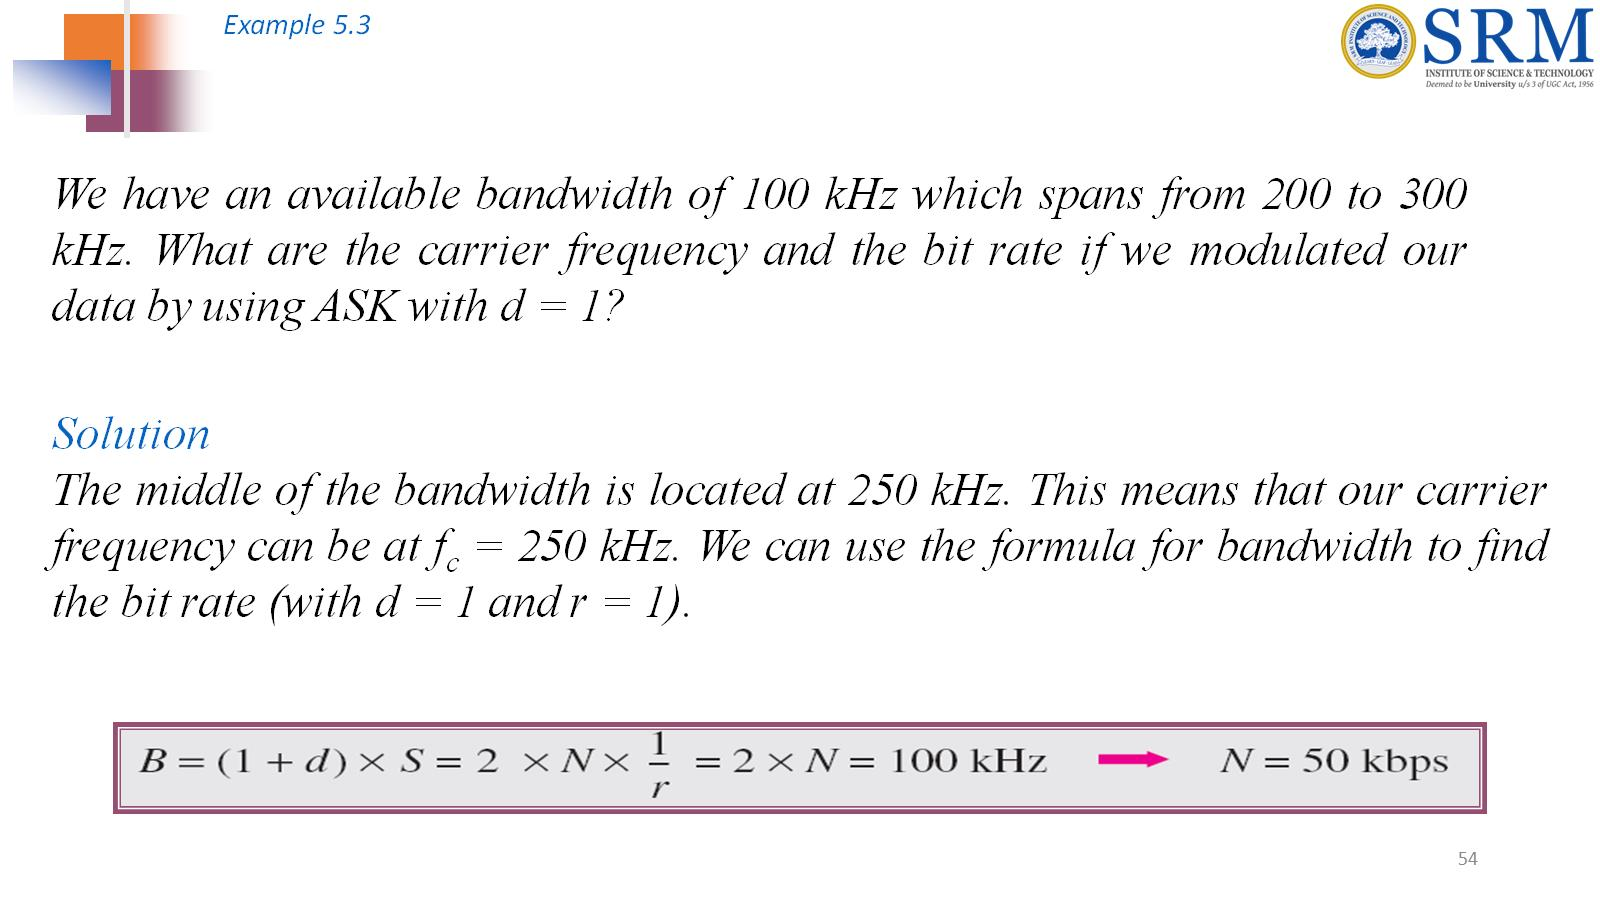 Example 5.3
SRM
INSTITUTE OF SCIENCE & TECHNOLOGY
Deemed to be University u/s 3 of UGC Act, 1956
We have an available bandwidth of 100 kHz which spans from 200 to 300
kHz. What are the carrier frequency and the bit rate if we modulated our
data by using ASK with d = 1?
Solution
The middle of the bandwidth is located at 250 kHz. This means that our carrier
frequency can be at fc = 250 kHz. We can use the formula for bandwidth to find
the bit rate (with d = 1 and r = 1).
B = (1 + d) × S = 2 × N × 1/r = 2 × N = 100 kHz → N = 50 kbps
54